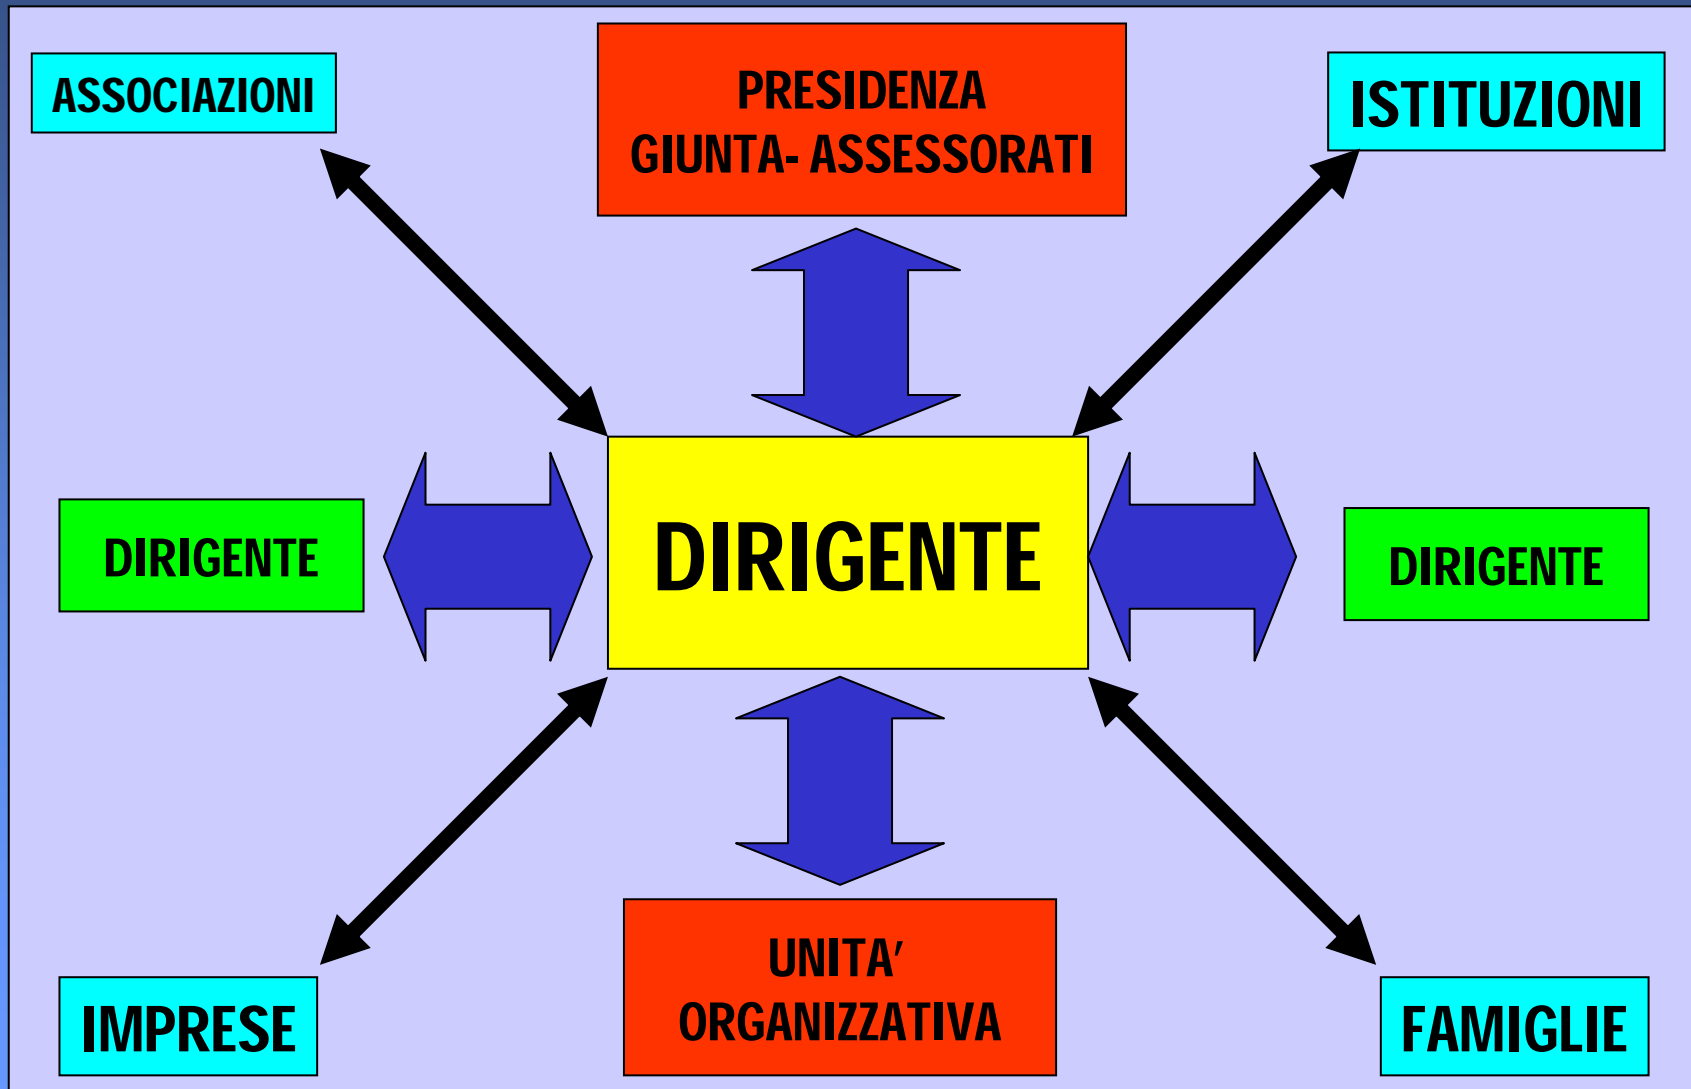 ASSOCIAZIONI
PRESIDENZA
GIUNTA- ASSESSORATI
ISTITUZIONI
DIRIGENTE
DIRIGENTE
DIRIGENTE
IMPRESE
UNITA’
ORGANIZZATIVA
FAMIGLIE